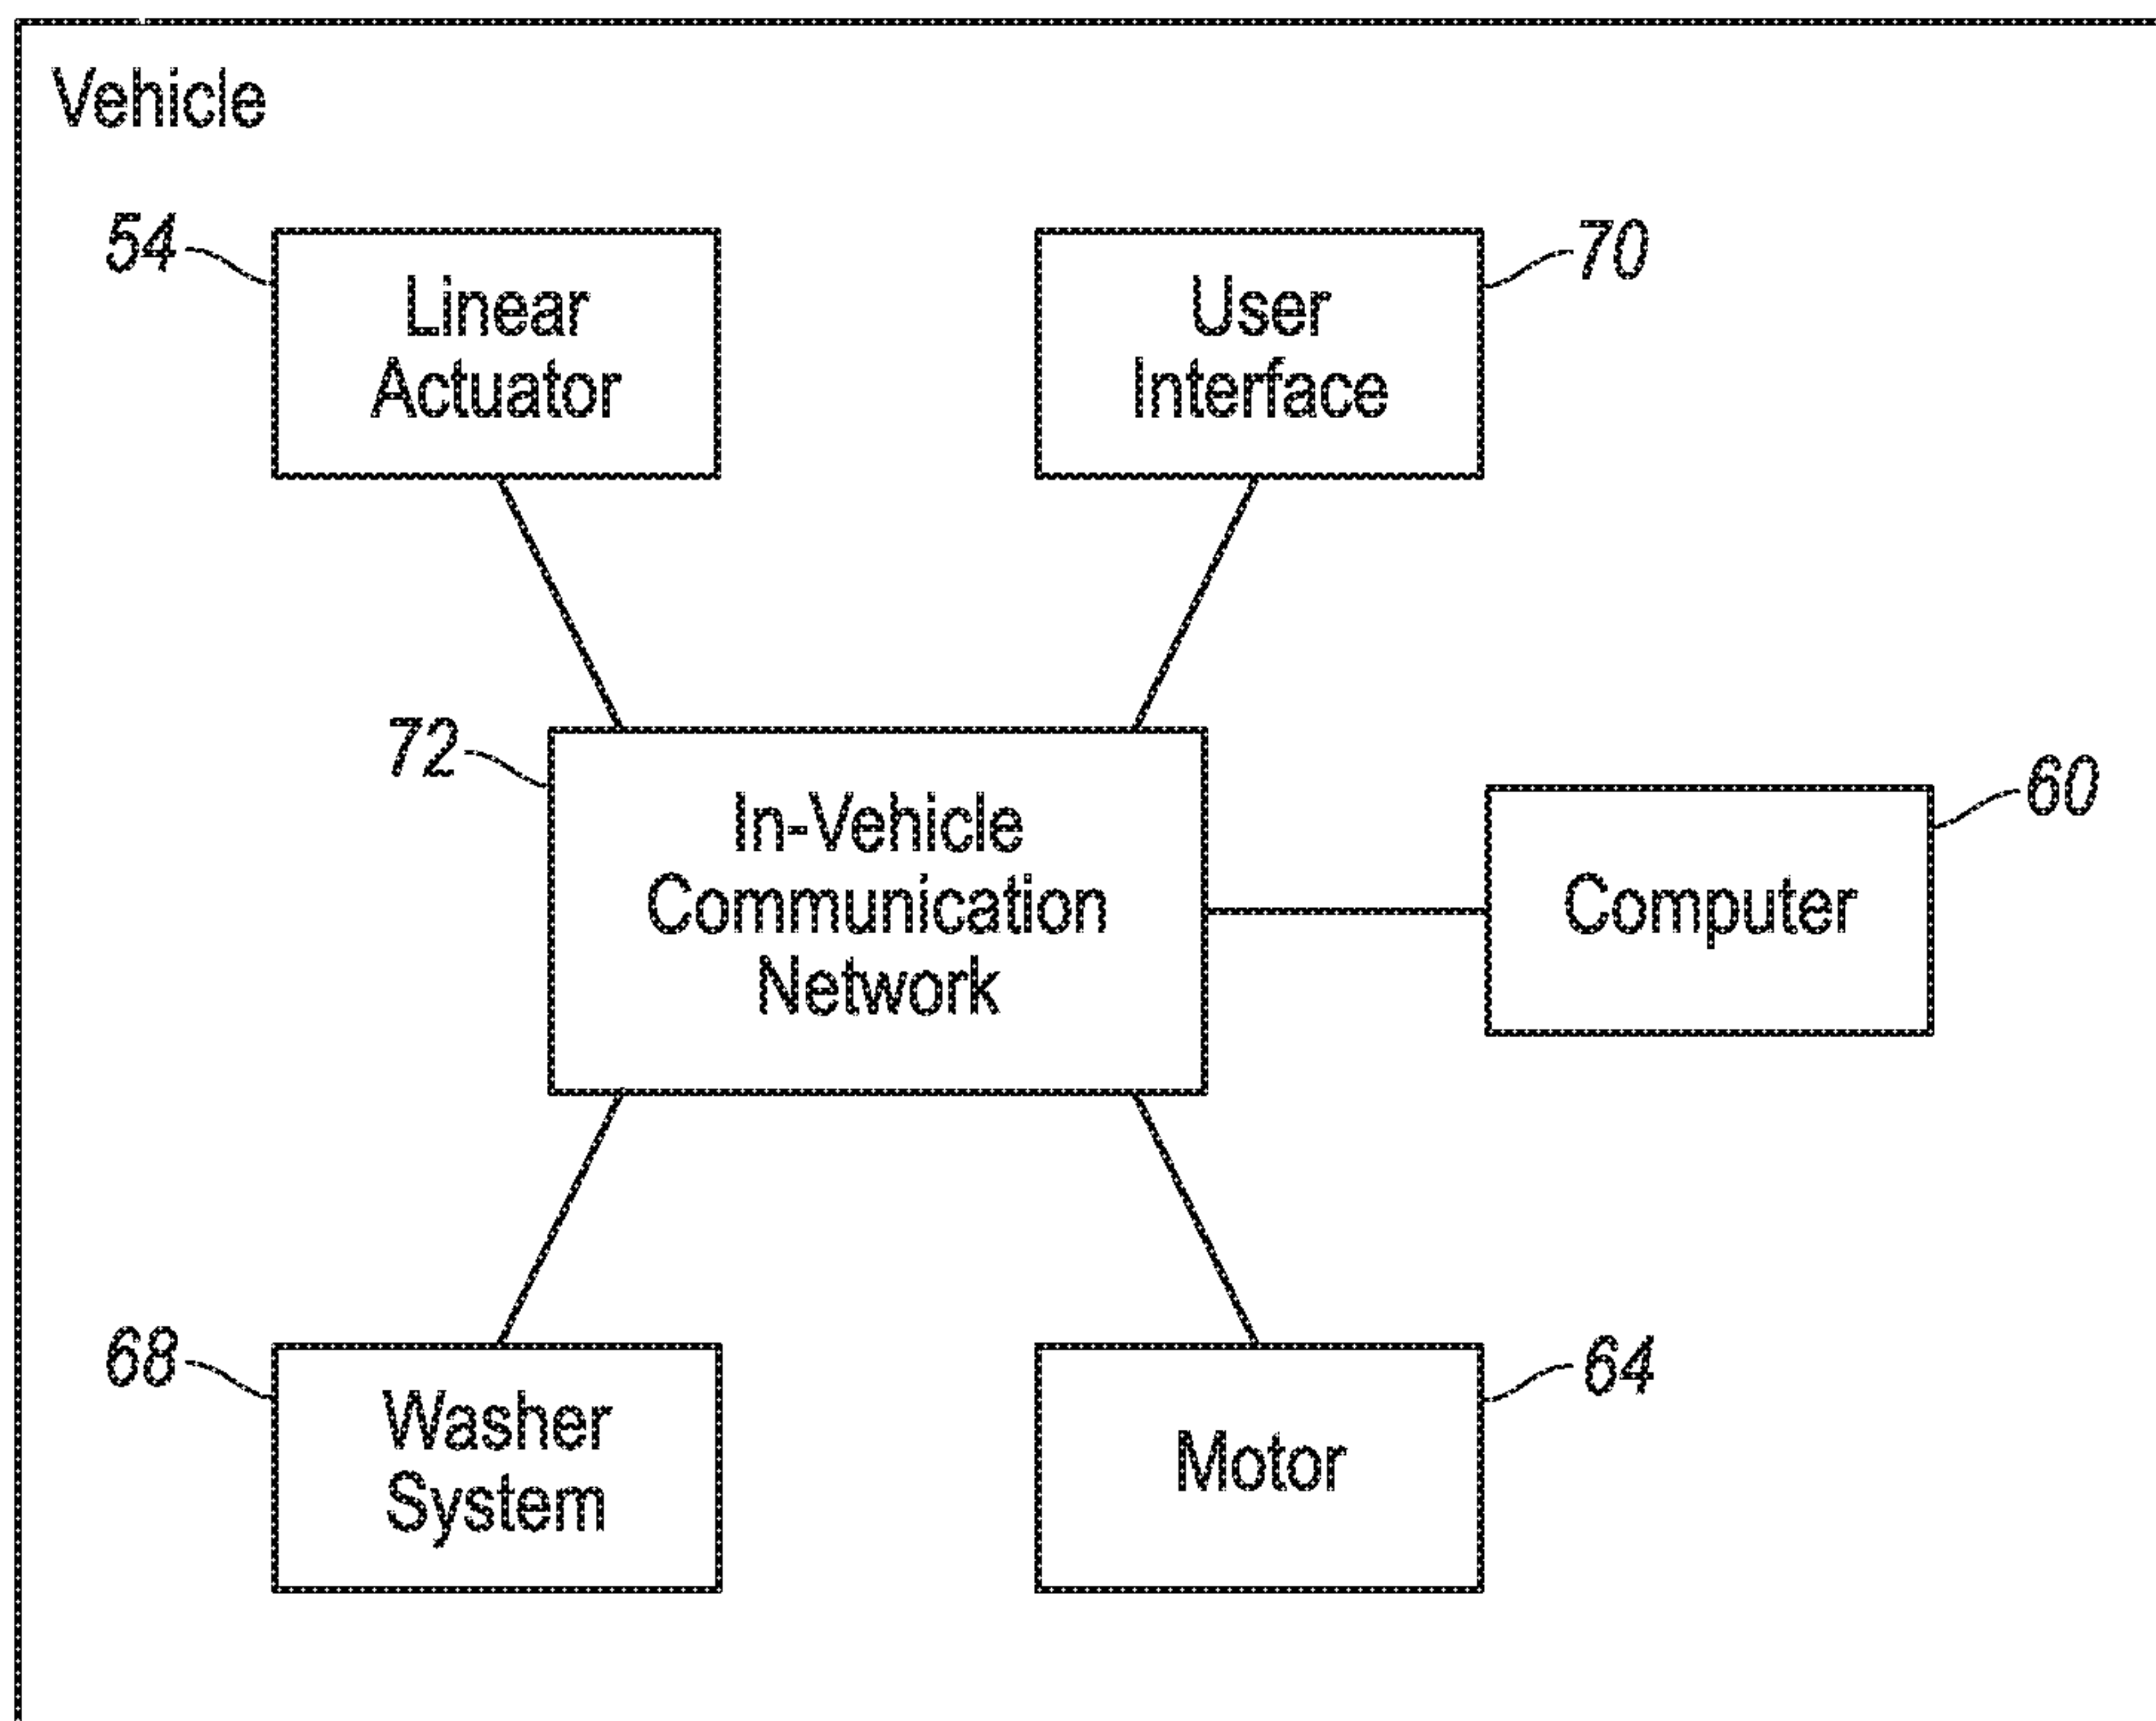 Vehicle
54
Linear
Actuator
70
User
Interface
72
In-Vehicle
Communication
Network
60
Computer
68
Washer
System
64
Motor